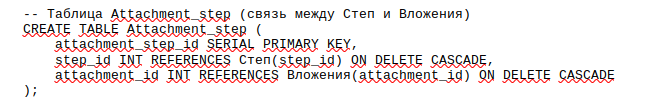 -- Таблица Attachment_step (связь между Степ и Вложения)
CREATE TABLE Attachment_step (
    attachment_step_id SERIAL PRIMARY KEY,
    step_id INT REFERENCES Степ(step_id) ON DELETE CASCADE,
    attachment_id INT REFERENCES Вложения(attachment_id) ON DELETE CASCADE
);